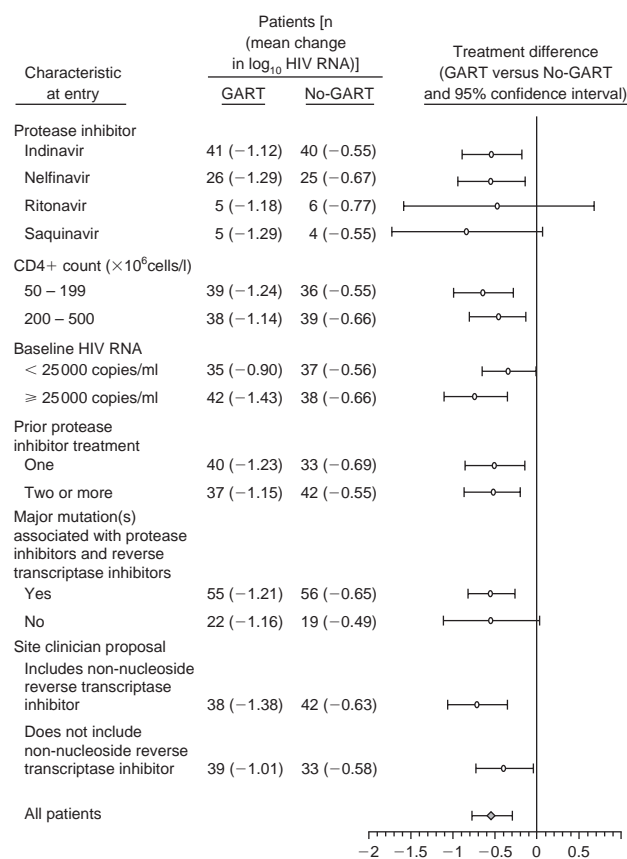 Patients [n
(mean change
in log₁₀ HIV RNA)]
Characteristic
at entry
GART
No-GART
Treatment difference
(GART versus No-GART
and 95% confidence interval)
Protease inhibitor
Indinavir 41 (−1.12) 40 (−0.55)
Nelfinavir 26 (−1.29) 25 (−0.67)
Ritonavir 5 (−1.18) 6 (−0.77)
Saquinavir 5 (−1.29) 4 (−0.55)
CD4+ count (×10⁶cells/l)
50 – 199 39 (−1.24) 36 (−0.55)
200 – 500 38 (−1.14) 39 (−0.66)
Baseline HIV RNA
< 25 000 copies/ml 35 (−0.90) 37 (−0.56)
⩾ 25 000 copies/ml 42 (−1.43) 38 (−0.66)
Prior protease
inhibitor treatment
One 40 (−1.23) 33 (−0.69)
Two or more 37 (−1.15) 42 (−0.55)
Major mutation(s)
associated with protease
inhibitors and reverse
transcriptase inhibitors
Yes 55 (−1.21) 56 (−0.65)
No 22 (−1.16) 19 (−0.49)
Site clinician proposal
Includes non-nucleoside
reverse transcriptase
inhibitor 38 (−1.38) 42 (−0.63)
Does not include
non-nucleoside reverse
transcriptase inhibitor 39 (−1.01) 33 (−0.58)
All patients
−2 −1.5 −1 −0.5 0 0.5